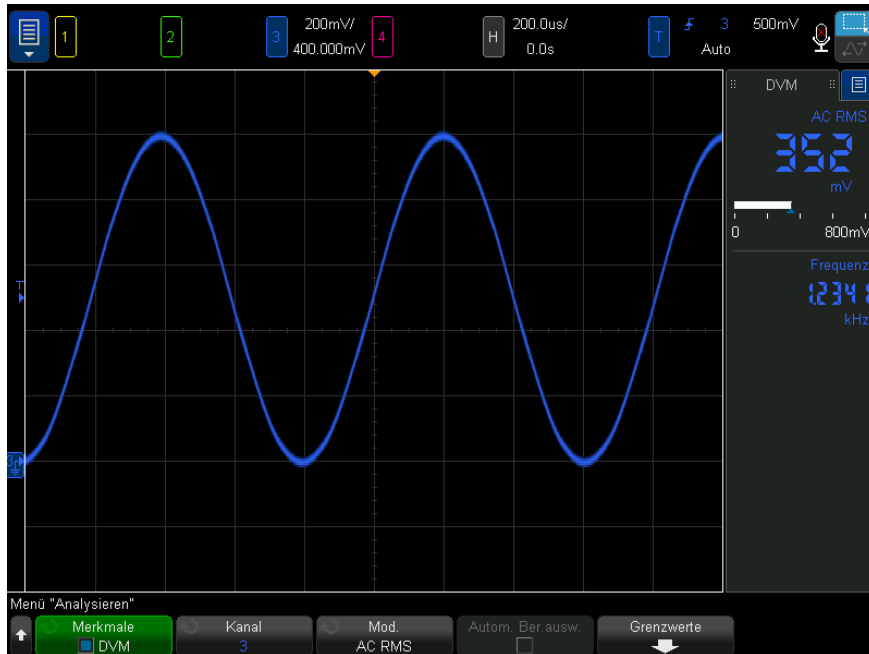 1
2
3
200mV/
400.000mV
4
H
200.0us/
0.0s
T
3
500mV
Auto
DVM
AC RMS
352
mV
0
800mV
Frequenz
kHz
T
3
Menü "Analysieren"
Merkmale
DVM
Kanal
3
Mod.
AC RMS
Autom. Ber.ausw.
Grenzwerte